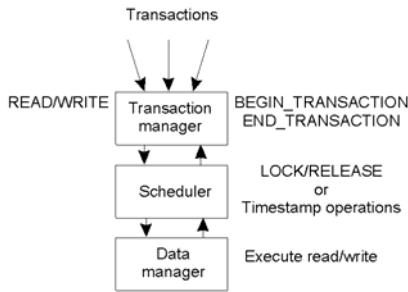 Transactions
READ/WRITE
Transaction
manager
BEGIN_TRANSACTION
END_TRANSACTION
Scheduler
LOCK/RELEASE
or
Timestamp operations
Data
manager
Execute read/write